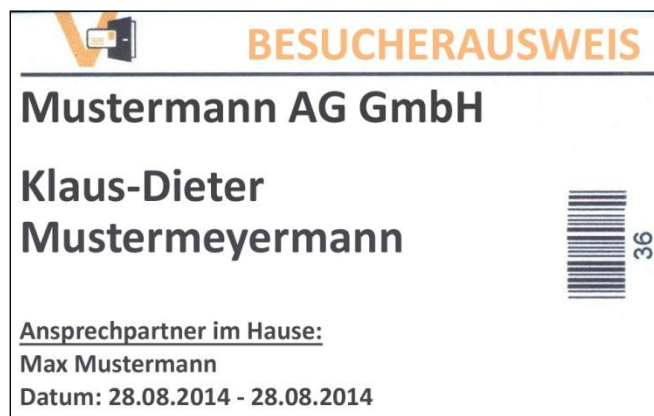 BESUCHERAUSWEIS
Mustermann AG GmbH
Klaus-Dieter
Mustermeyermann
36
Ansprechpartner im Hause:
Max Mustermann
Datum: 28.08.2014 - 28.08.2014